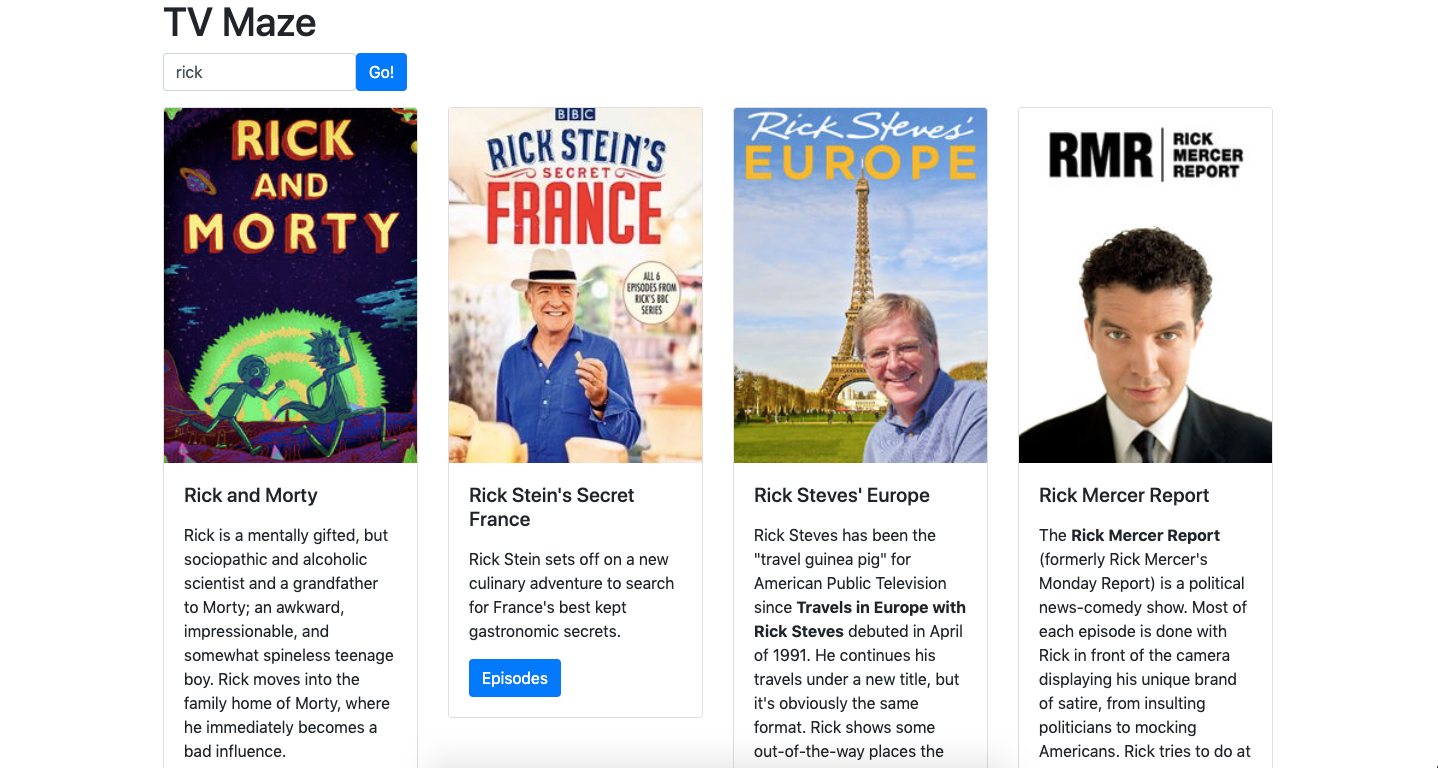 TV Maze
rick
Go!
RICK
AND
MORTY
BBC
RICK STEIN'S
SECRET
FRANCE
ALL 6
EPISODES FROM
RICK'S BBC
SERIES
Rick Steves'
EUROPE
RMR
RICK
MERCER
REPORT
Rick and Morty
Rick is a mentally gifted, but
sociopathic and alcoholic
scientist and a grandfather
to Morty; an awkward,
impressionable, and
somewhat spineless teenage
boy. Rick moves into the
family home of Morty, where
he immediately becomes a
bad influence.
Rick Stein's Secret
France
Rick Stein sets off on a new
culinary adventure to search
for France's best kept
gastronomic secrets.
Episodes
Rick Steves' Europe
Rick Steves has been the
"travel guinea pig" for
American Public Television
since Travels in Europe with
Rick Steves debuted in April
of 1991. He continues his
travels under a new title, but
it's obviously the same
format. Rick shows some
out-of-the-way places the
Rick Mercer Report
The Rick Mercer Report
(formerly Rick Mercer's
Monday Report) is a political
news-comedy show. Most of
each episode is done with
Rick in front of the camera
displaying his unique brand
of satire, from insulting
politicians to mocking
Americans. Rick tries to do at